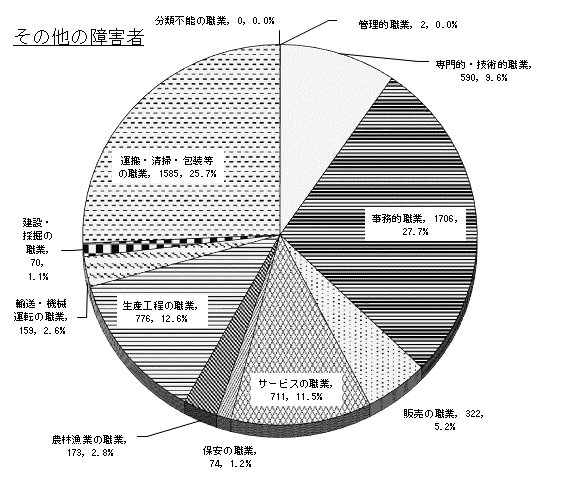 その他の障害者
分類不能の職業, 0, 0.0%
管理的職業, 2, 0.0%
専門的・技術的職業,
590, 9.6%
事務的職業, 1706,
27.7%
販売の職業, 322,
5.2%
サービスの職業,
711, 11.5%
保安の職業,
74, 1.2%
農林漁業の職業,
173, 2.8%
生産工程の職業,
776, 12.6%
輸送・機械
運転の職業,
159, 2.6%
建設・
採掘の
職業,
70,
1.1%
運搬・清掃・包装等
の職業, 1585, 25.7%